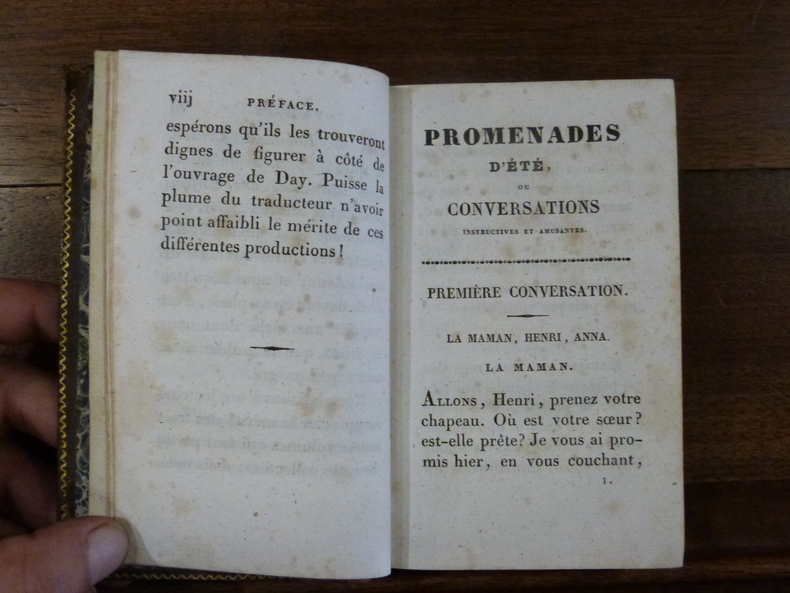 viij PRÉFACE.
espérons qu'ils les trouveront
dignes de figurer à côté de
l'ouvrage de Day. Puisse la
plume du traducteur n'avoir
point affaibli le mérite de ces
différentes productions !
PROMENADES
D'ÉTÉ,
OU
CONVERSATIONS
INSTRUCTIVES ET AMUSANTES.
PREMIÈRE CONVERSATION.
LA MAMAN, HENRI, ANNA.
LA MAMAN.
ALLONS, Henri, prenez votre
chapeau. Où est votre sœur ?
est-elle prête? Je vous ai pro-
mis hier, en vous couchant,
1.